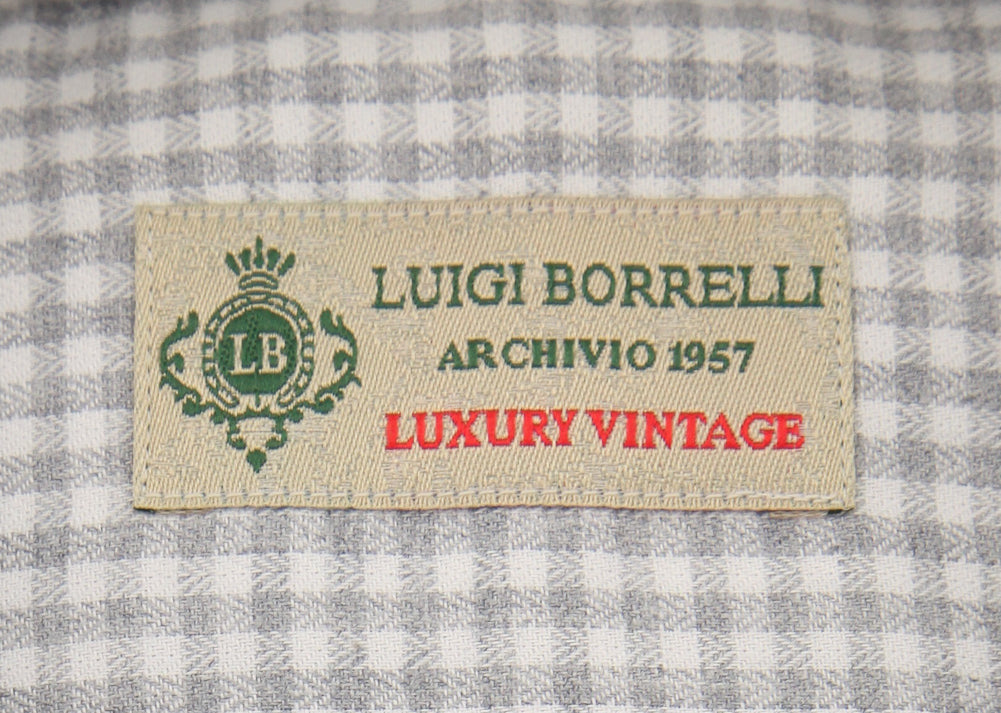 LB
LUIGI BORRELLI
ARCHIVIO 1957
LUXURY VINTAGE